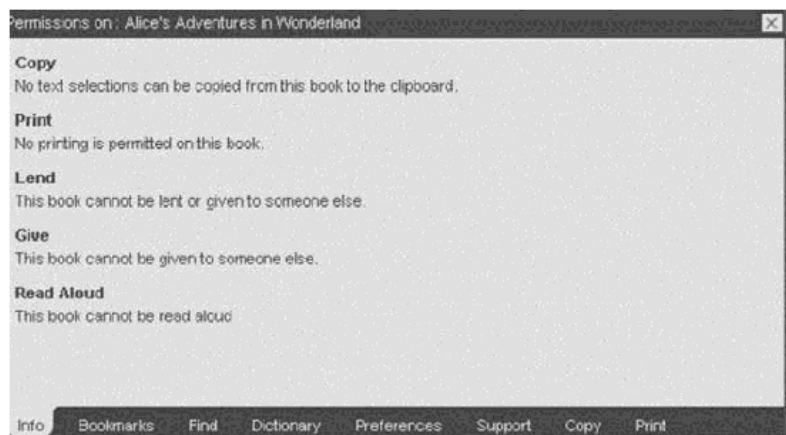 Permissions on : Alice's Adventures in Wonderland
Copy
No text selections can be copied from this book to the clipboard.
Print
No printing is permitted on this book.
Lend
This book cannot be lent or given to someone else.
Give
This book cannot be given to someone else.
Read Aloud
This book cannot be read aloud
Info Bookmarks Find Dictionary Preferences Support Copy Print